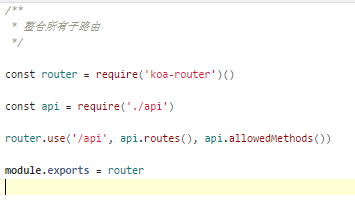 /**
* 整合所有子路由
*/
const router = require('koa-router')()
const api = require('./api')
router.use('/api', api.routes(), api.allowedMethods())
module.exports = router